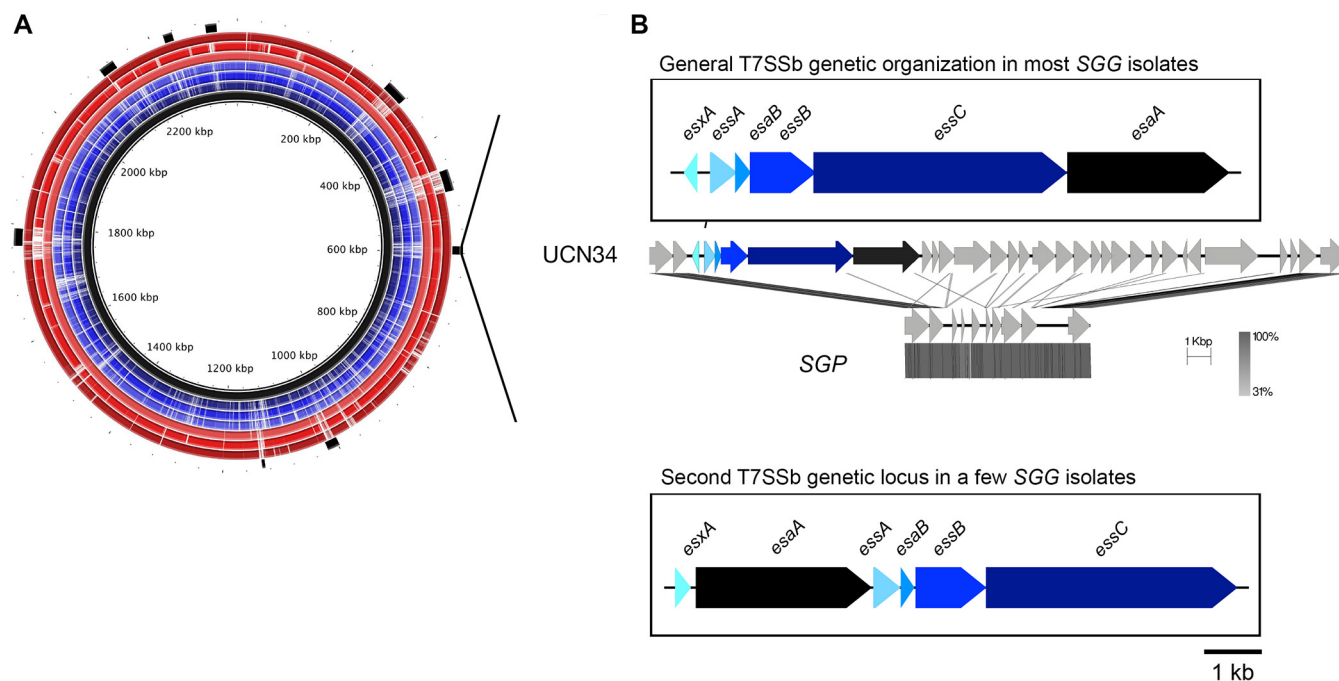 A
2200 kbp
200 kbp
2000 kbp
400 kbp
1800 kbp
600 kbp
1600 kbp
800 kbp
1400 kbp
1000 kbp
1200 kbp
B
General T7SSb genetic organization in most SGG isolates
esxA essA esaB essB essC esaA
UCN34
SGP
1 Kbp
100%
31%
Second T7SSb genetic locus in a few SGG isolates
esxA esaA essA esaB essB essC
1 kb